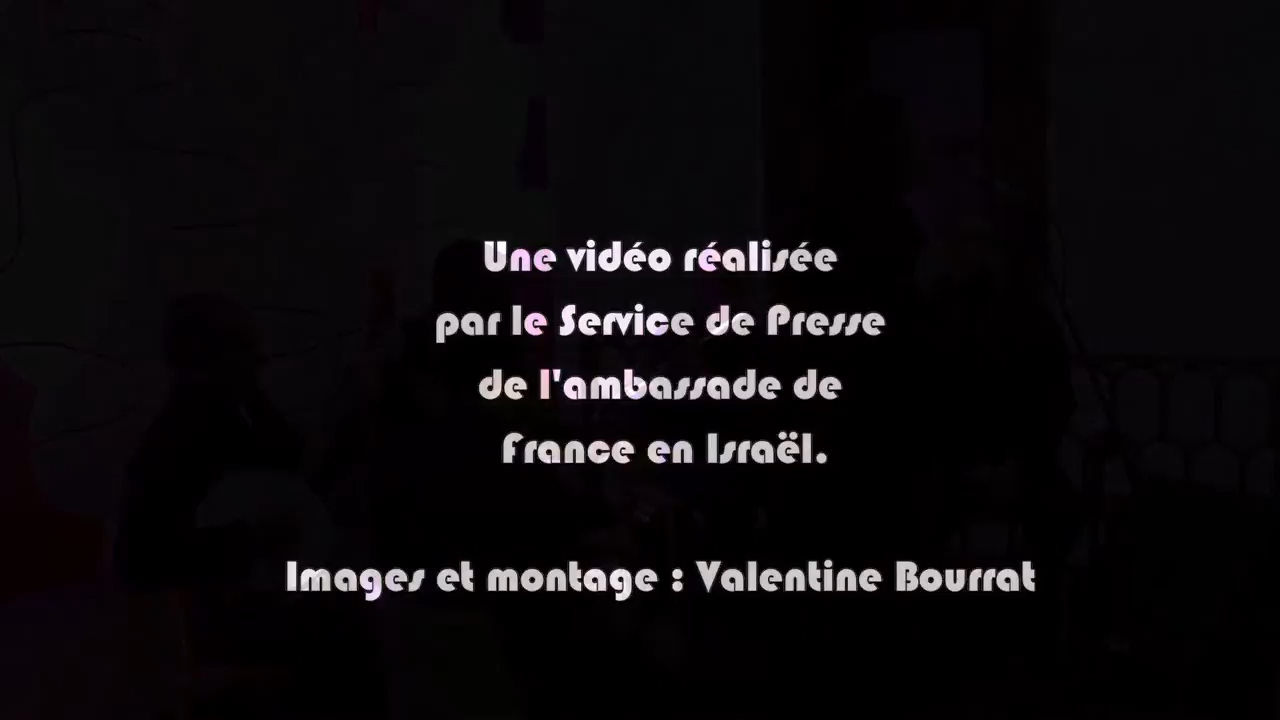 Une vidéo réalisée
par le Service de Presse
de l'ambassade de
France en Israël.
Images et montage : Valentine Bourrat